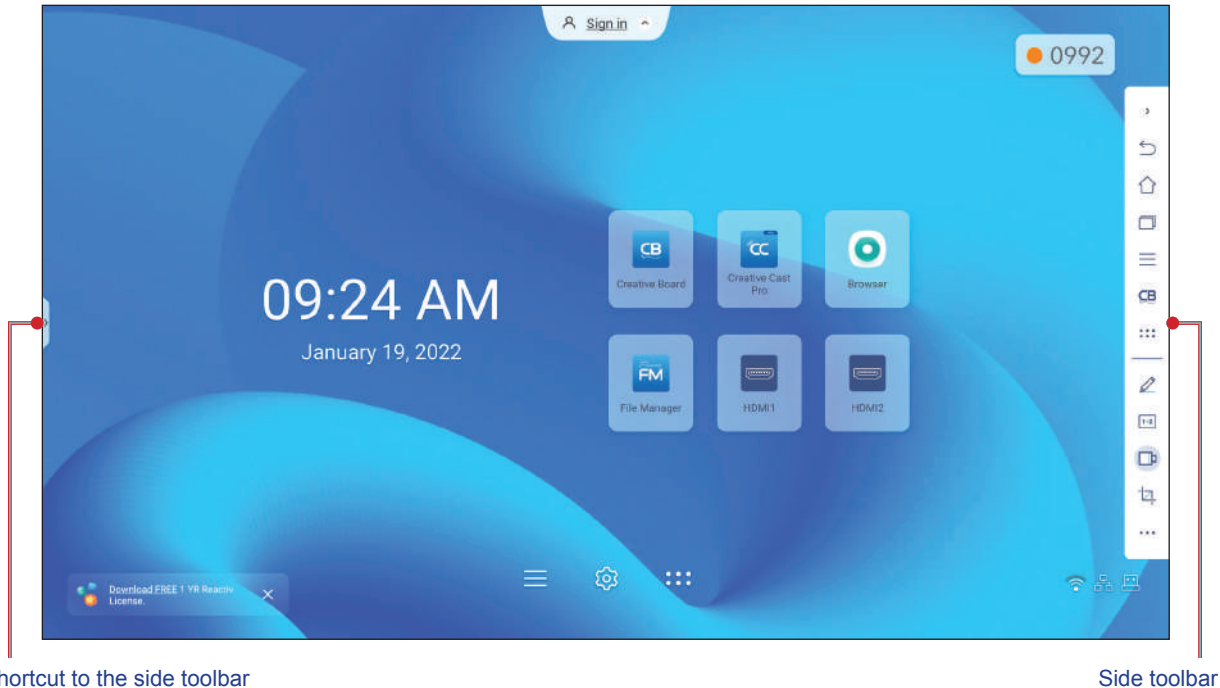 Sign in
0992
CB
CC
Creative Board
Creative Cast
Pro
Browser
09:24 AM
January 19, 2022
CB
FM
File Manager
HDMI1
HDMI2
Download FREE 1 YR Reactiv
License.
hortcut to the side toolbar
Side toolbar